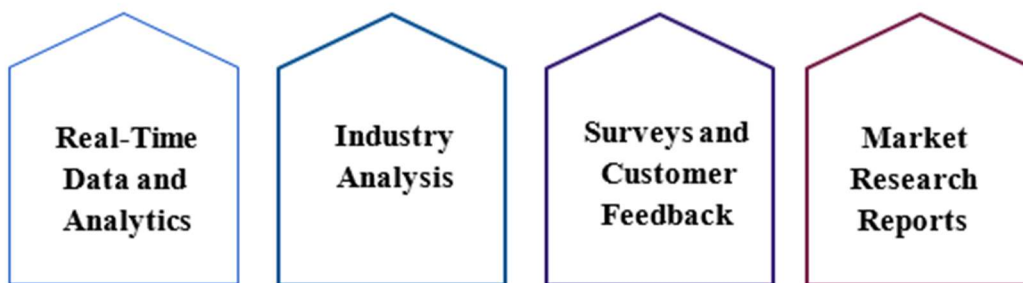 Real-Time
Data and
Analytics
Industry
Analysis
Surveys and
Customer
Feedback
Market
Research
Reports